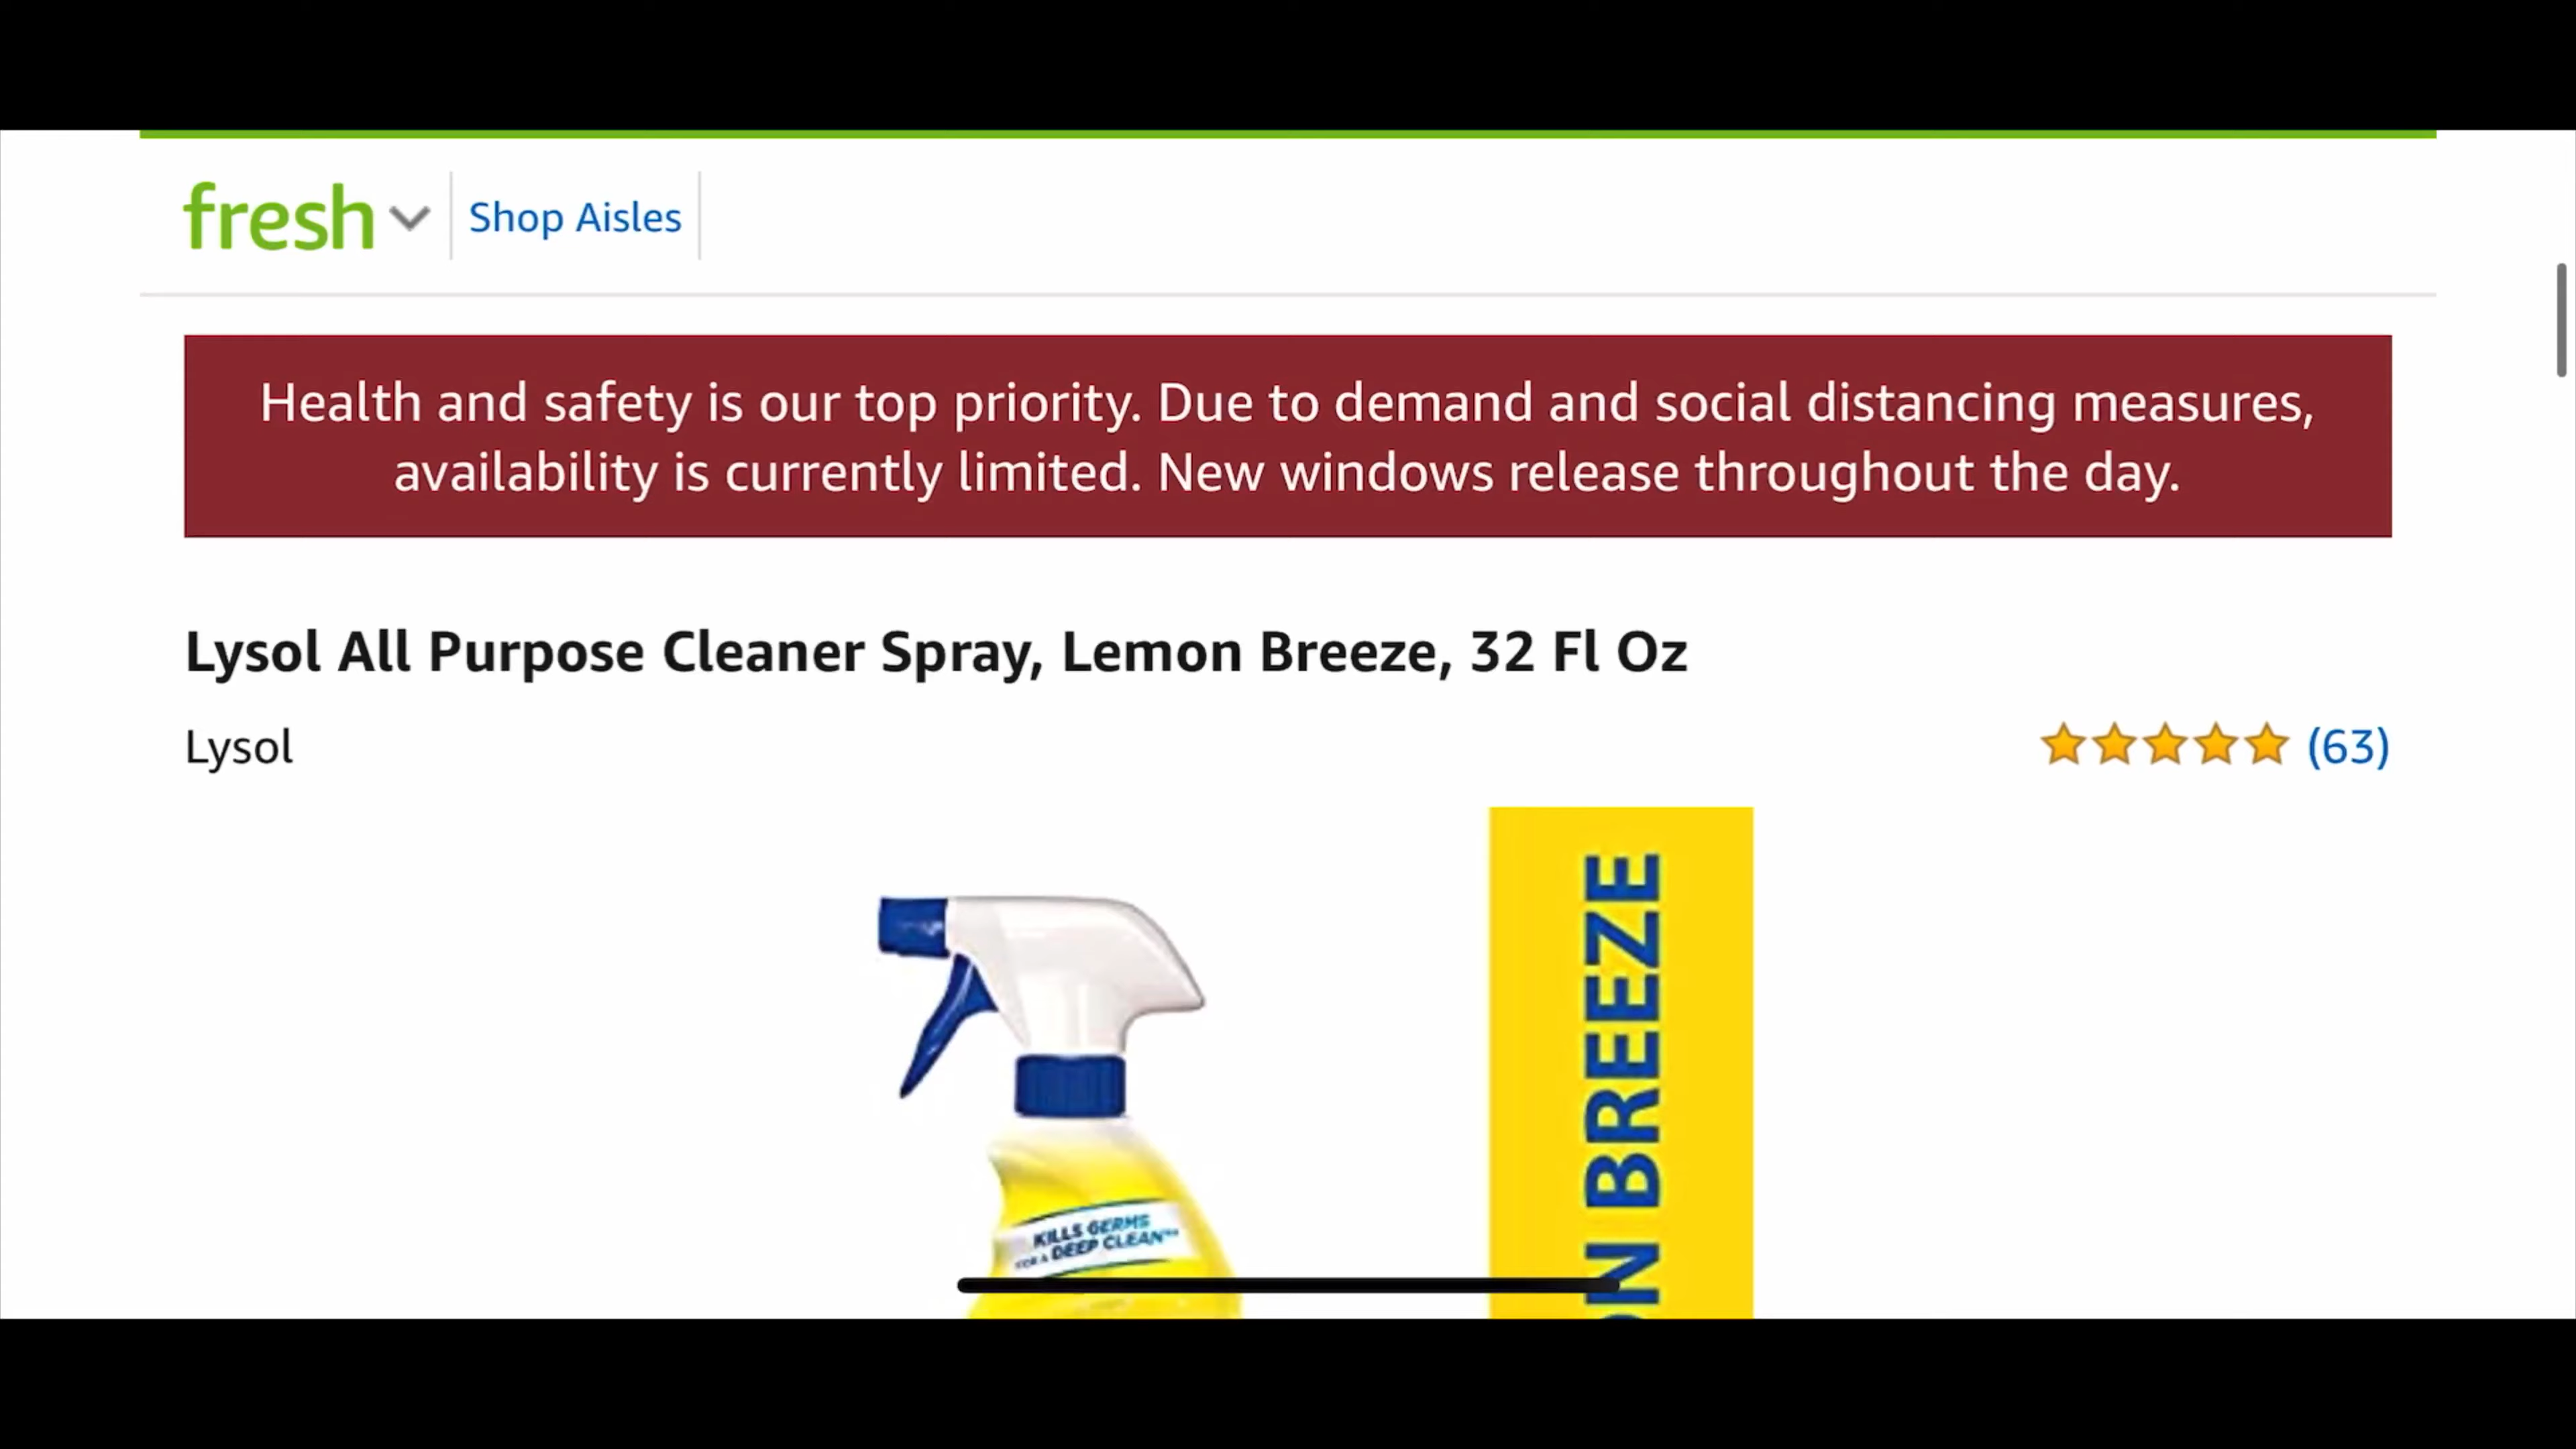 fresh
Shop Aisles
Health and safety is our top priority. Due to demand and social distancing measures,
availability is currently limited. New windows release throughout the day.
Lysol All Purpose Cleaner Spray, Lemon Breeze, 32 Fl Oz
Lysol
(63)
KILLS GERMS
FOR A DEEP CLEAN
ON BREEZE